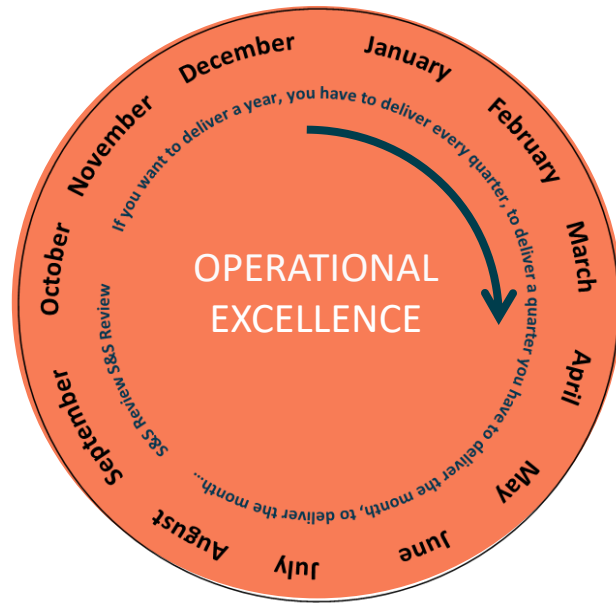 January
February
March
April
May
June
July
August
September
October
November
December
If you want to deliver a year, you have to deliver every quarter, to deliver a quarter you have to deliver the month, to deliver the month...
S&S Review S&S Review
OPERATIONAL
EXCELLENCE